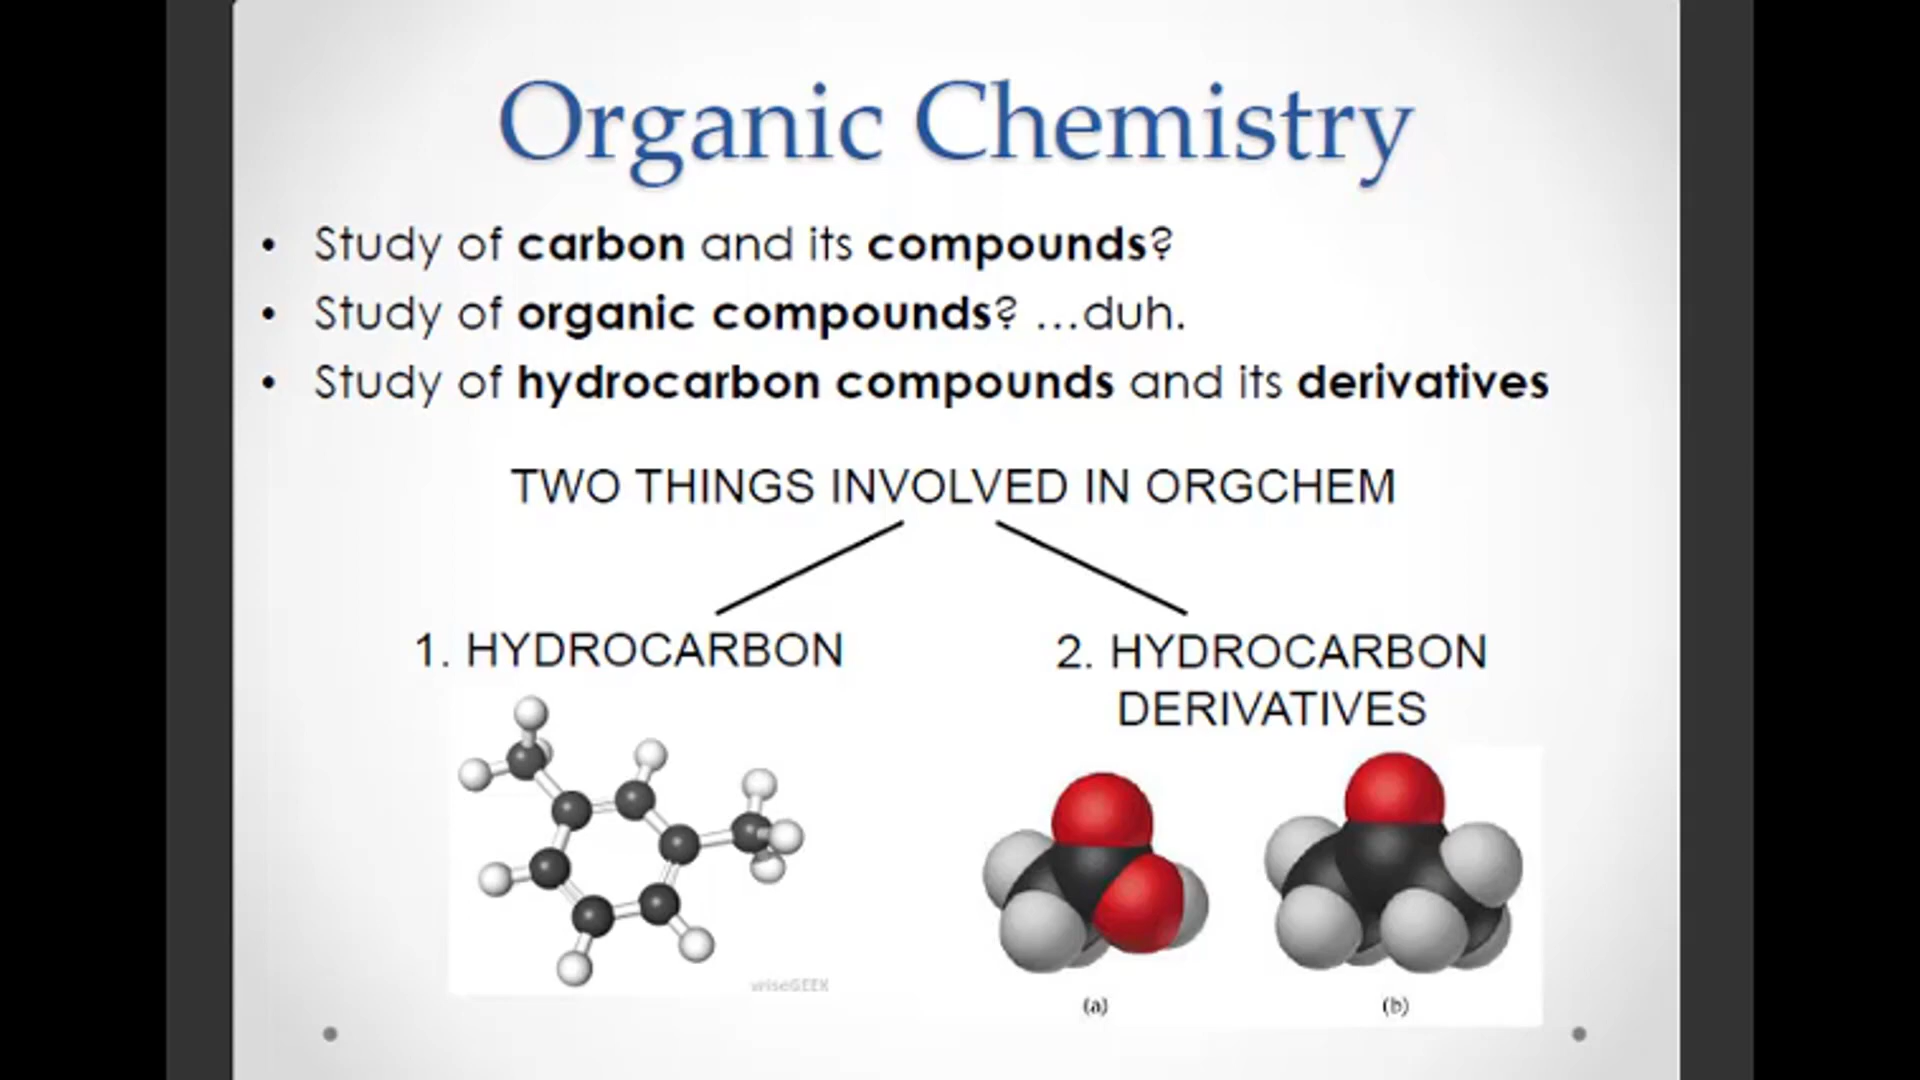 Organic Chemistry
• Study of carbon and its compounds?
• Study of organic compounds? ...duh.
• Study of hydrocarbon compounds and its derivatives
TWO THINGS INVOLVED IN ORGCHEM
1. HYDROCARBON
2. HYDROCARBON
DERIVATIVES
wiseGEEK
(a)
(b)